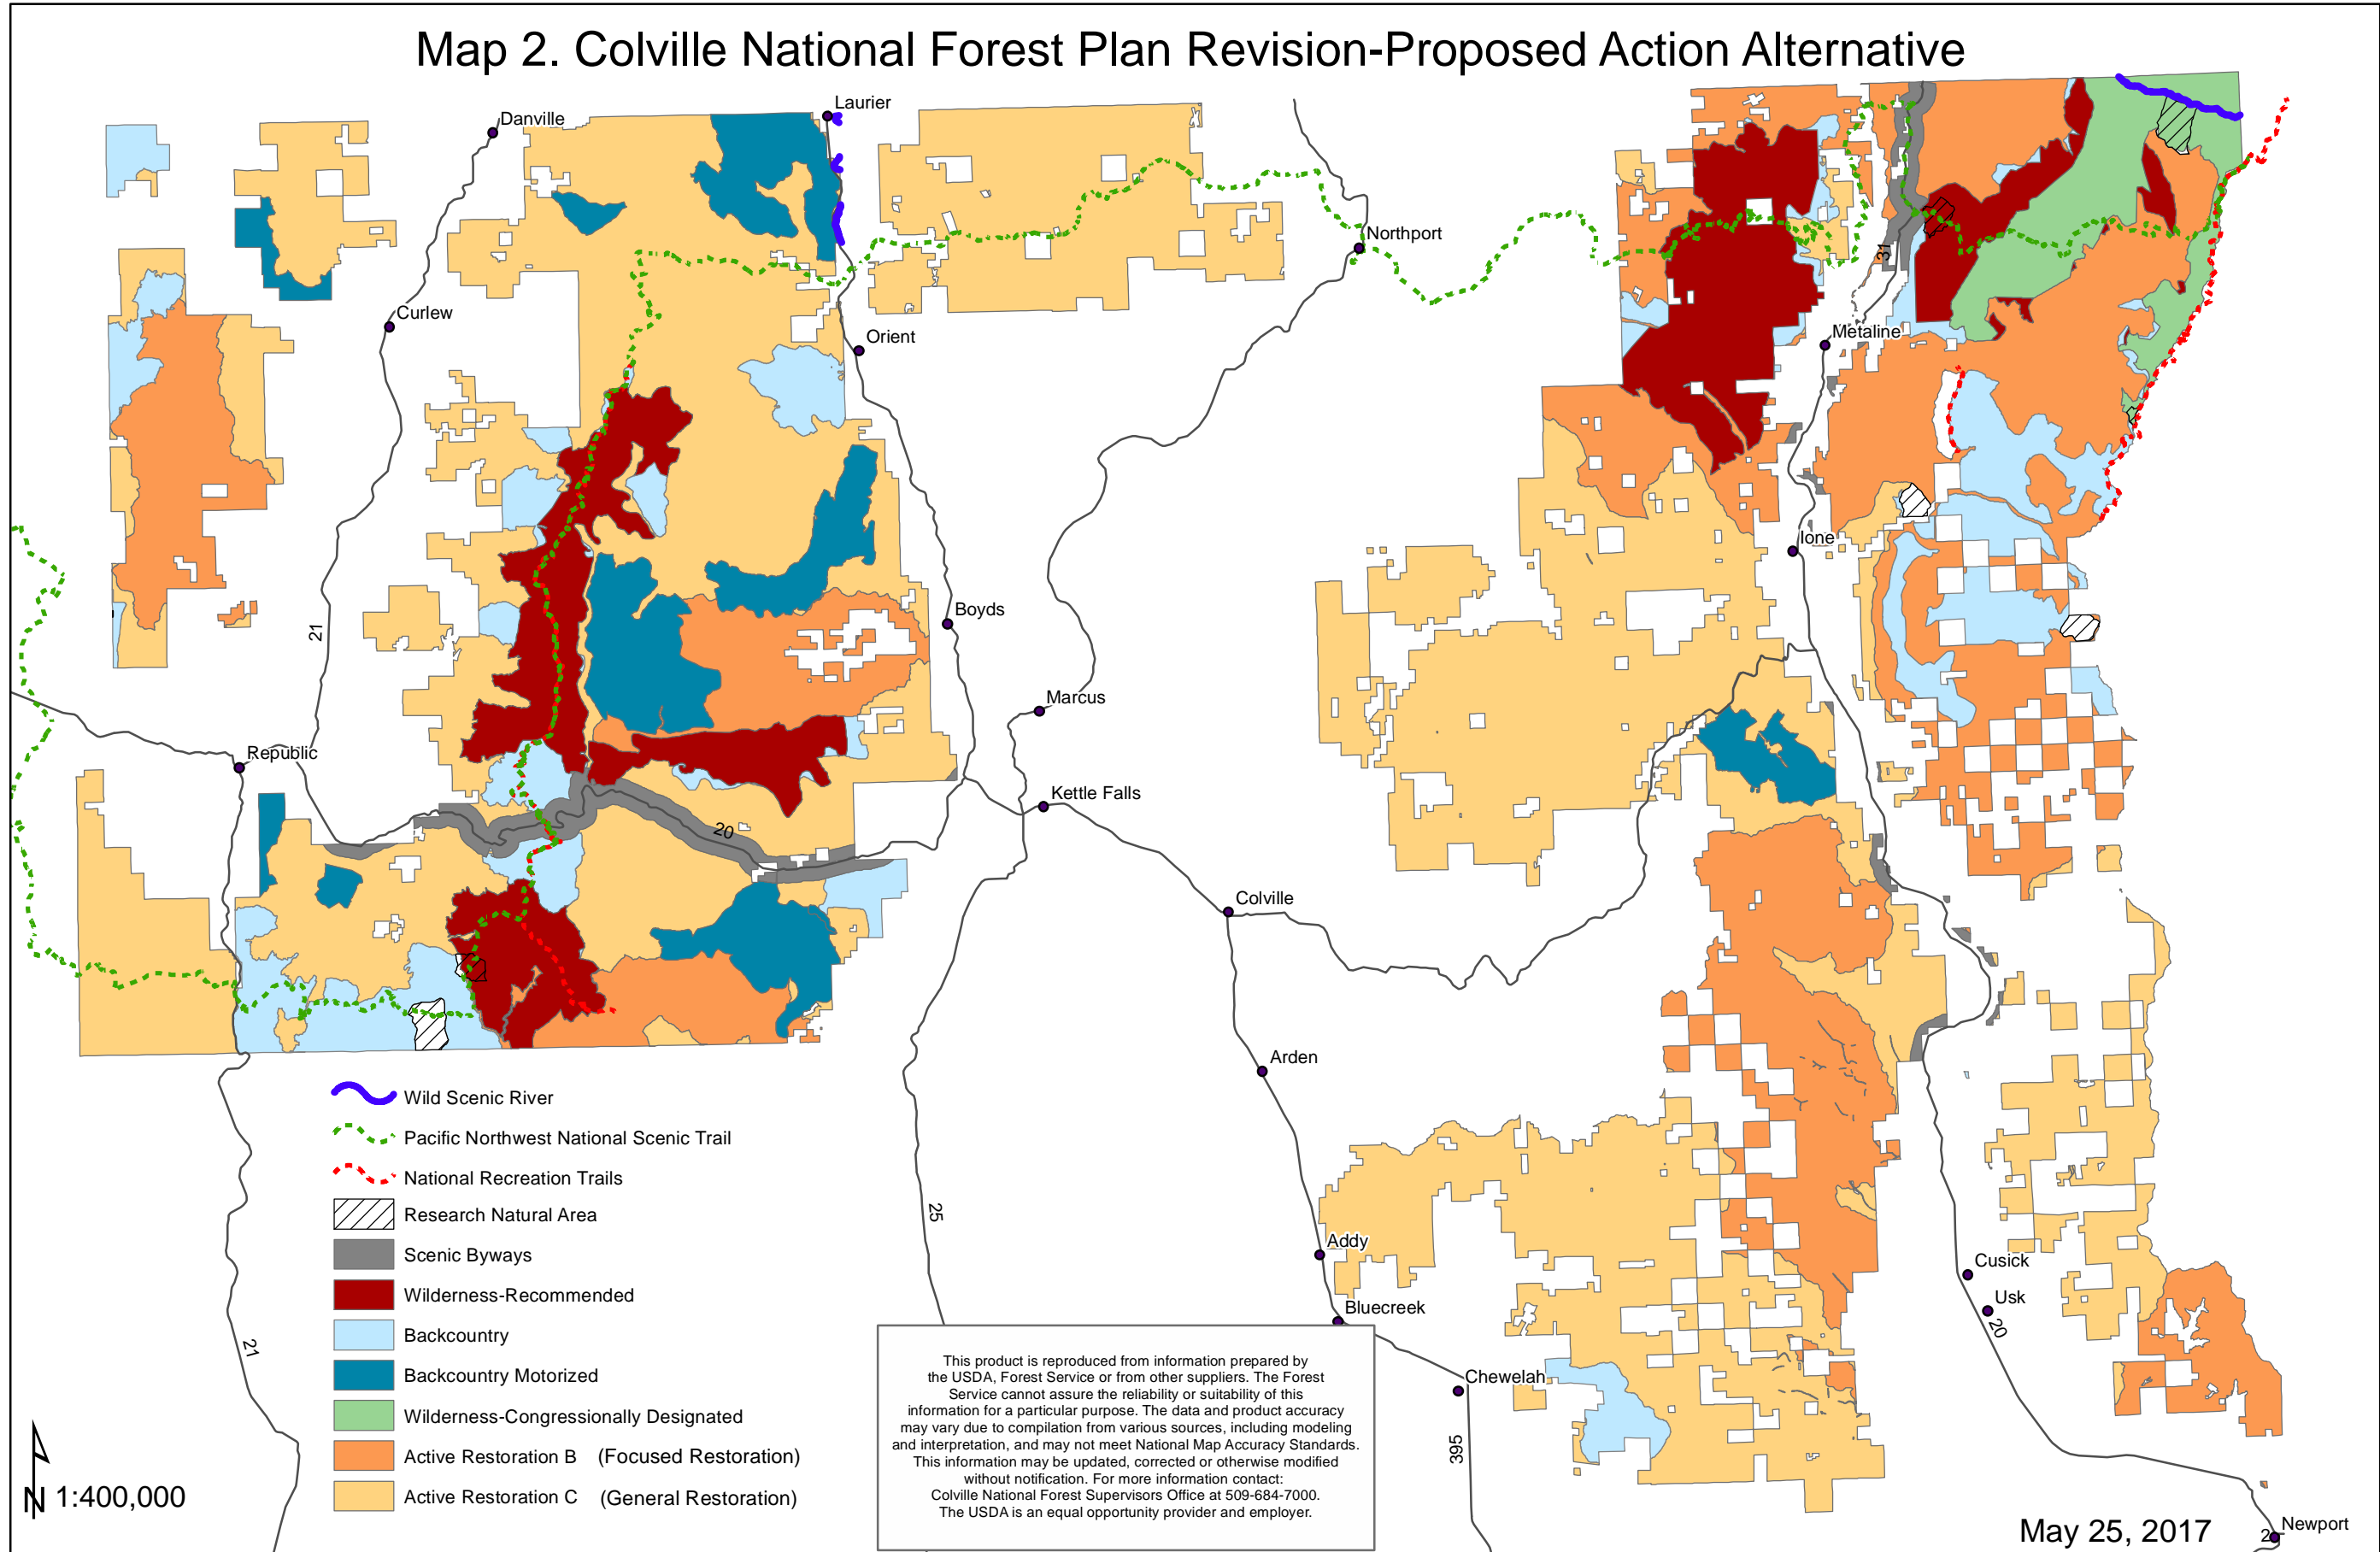 Map 2. Colville National Forest Plan Revision-Proposed Action Alternative
Laurier
Danville
Northport
31
Curlew
Orient
Metaline
Ione
Boyds
21
Marcus
Republic
Kettle Falls
20
Colville
Arden
Wild Scenic River
Pacific Northwest National Scenic Trail
National Recreation Trails
Research Natural Area
Scenic Byways
Wilderness-Recommended
Backcountry
Backcountry Motorized
Wilderness-Congressionally Designated
Active Restoration B (Focused Restoration)
Active Restoration C (General Restoration)
25
Addy
Cusick
Usk
20
Bluecreek
21
Chewelah
395
This product is reproduced from information prepared by
the USDA, Forest Service or from other suppliers. The Forest
Service cannot assure the reliability or suitability of this
information for a particular purpose. The data and product accuracy
may vary due to compilation from various sources, including modeling
and interpretation, and may not meet National Map Accuracy Standards.
This information may be updated, corrected or otherwise modified
without notification. For more information contact:
Colville National Forest Supervisors Office at 509-684-7000.
The USDA is an equal opportunity provider and employer.
N 1:400,000
May 25, 2017
Newport
2